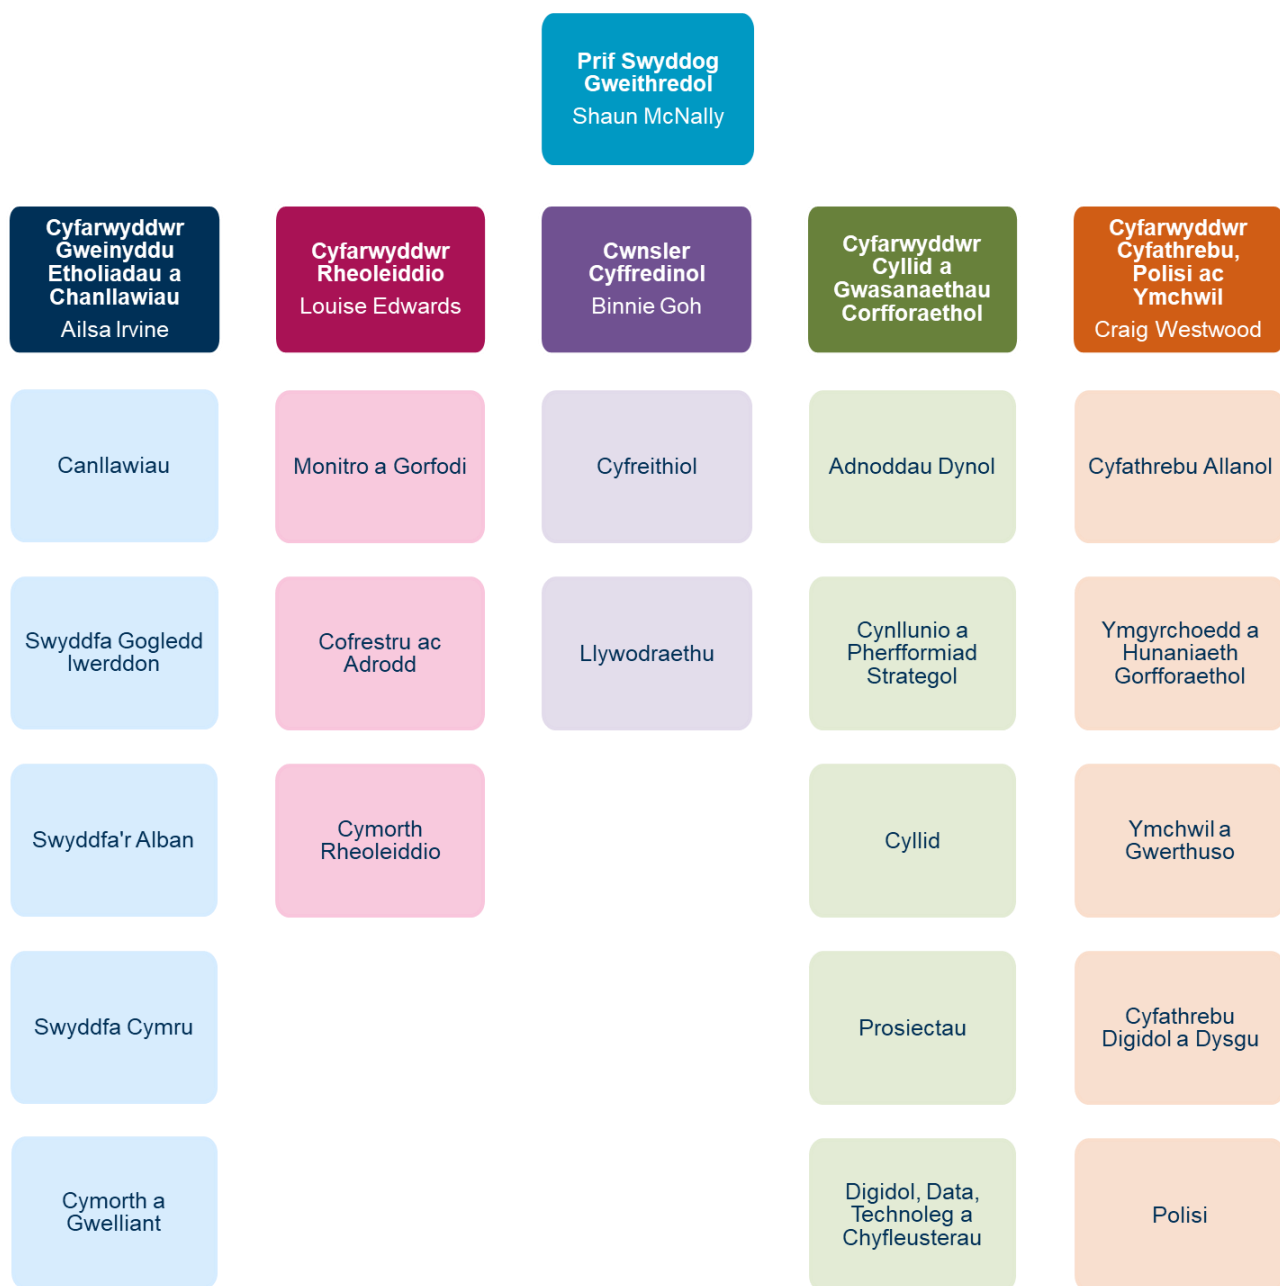 Prif Swyddog
Gweithredol
Shaun McNally
Cyfarwyddwr
Gweinyddu
Etholiadau a
Chanllawiau
Ailsa Irvine
Cyfarwyddwr
Rheoleiddio
Louise Edwards
Cwnsler
Cyffredinol
Binnie Goh
Cyfarwyddwr
Cyllid a
Gwasanaethau
Corfforaethol
Cyfarwyddwr
Cyfathrebu,
Polisi ac
Ymchwil
Craig Westwood
Canllawiau
Monitro a Gorfodi
Cyfreithiol
Adnoddau Dynol
Cyfathrebu Allanol
Swyddfa Gogledd
Iwerddon
Cofrestru ac
Adrodd
Llywodraethu
Cynllunio a
Pherfformiad
Strategol
Ymgyrchoedd a
Hunaniaeth
Gorfforaethol
Swyddfa'r Alban
Cymorth
Rheoleiddio
Cyllid
Ymchwil a
Gwerthuso
Swyddfa Cymru
Prosiectau
Cyfathrebu
Digidol a Dysgu
Cymorth a
Gwelliant
Digidol, Data,
Technoleg a
Chyfleusterau
Polisi